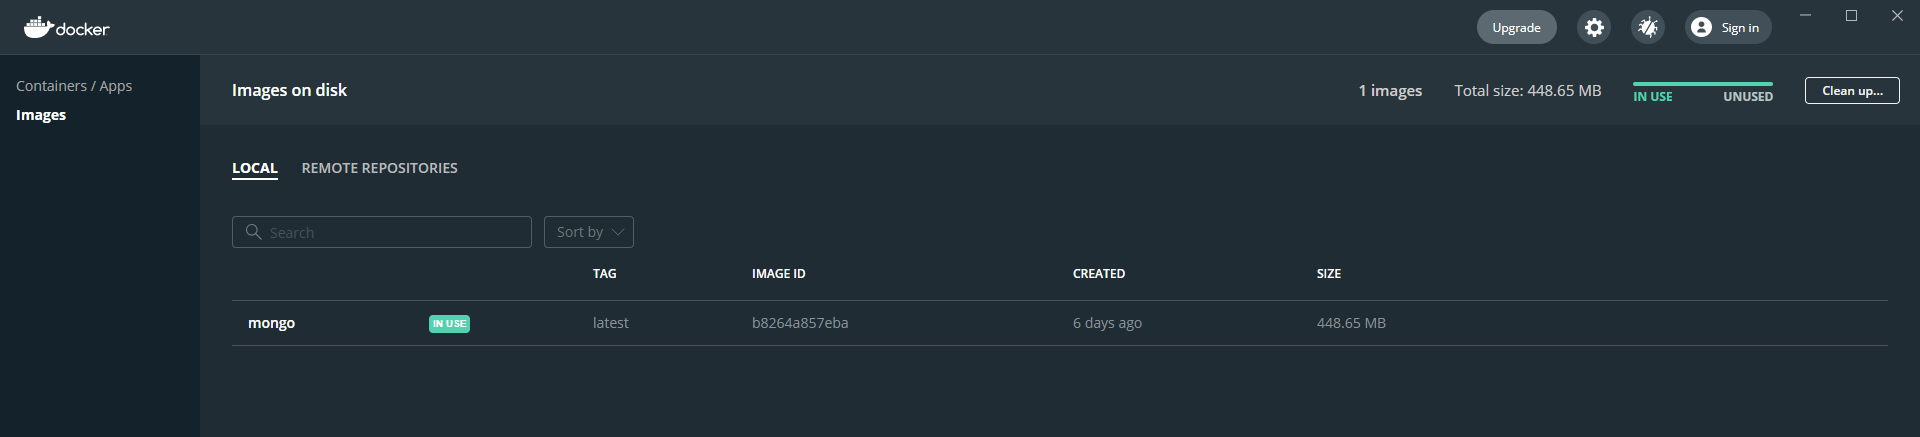 docker
Upgrade
Sign in
Containers / Apps
Images
Images on disk
1 images
Total size: 448.65 MB
IN USE
UNUSED
Clean up...
LOCAL
REMOTE REPOSITORIES
Search
Sort by
TAG
IMAGE ID
CREATED
SIZE
mongo
IN USE
latest
b8264a857eba
6 days ago
448.65 MB